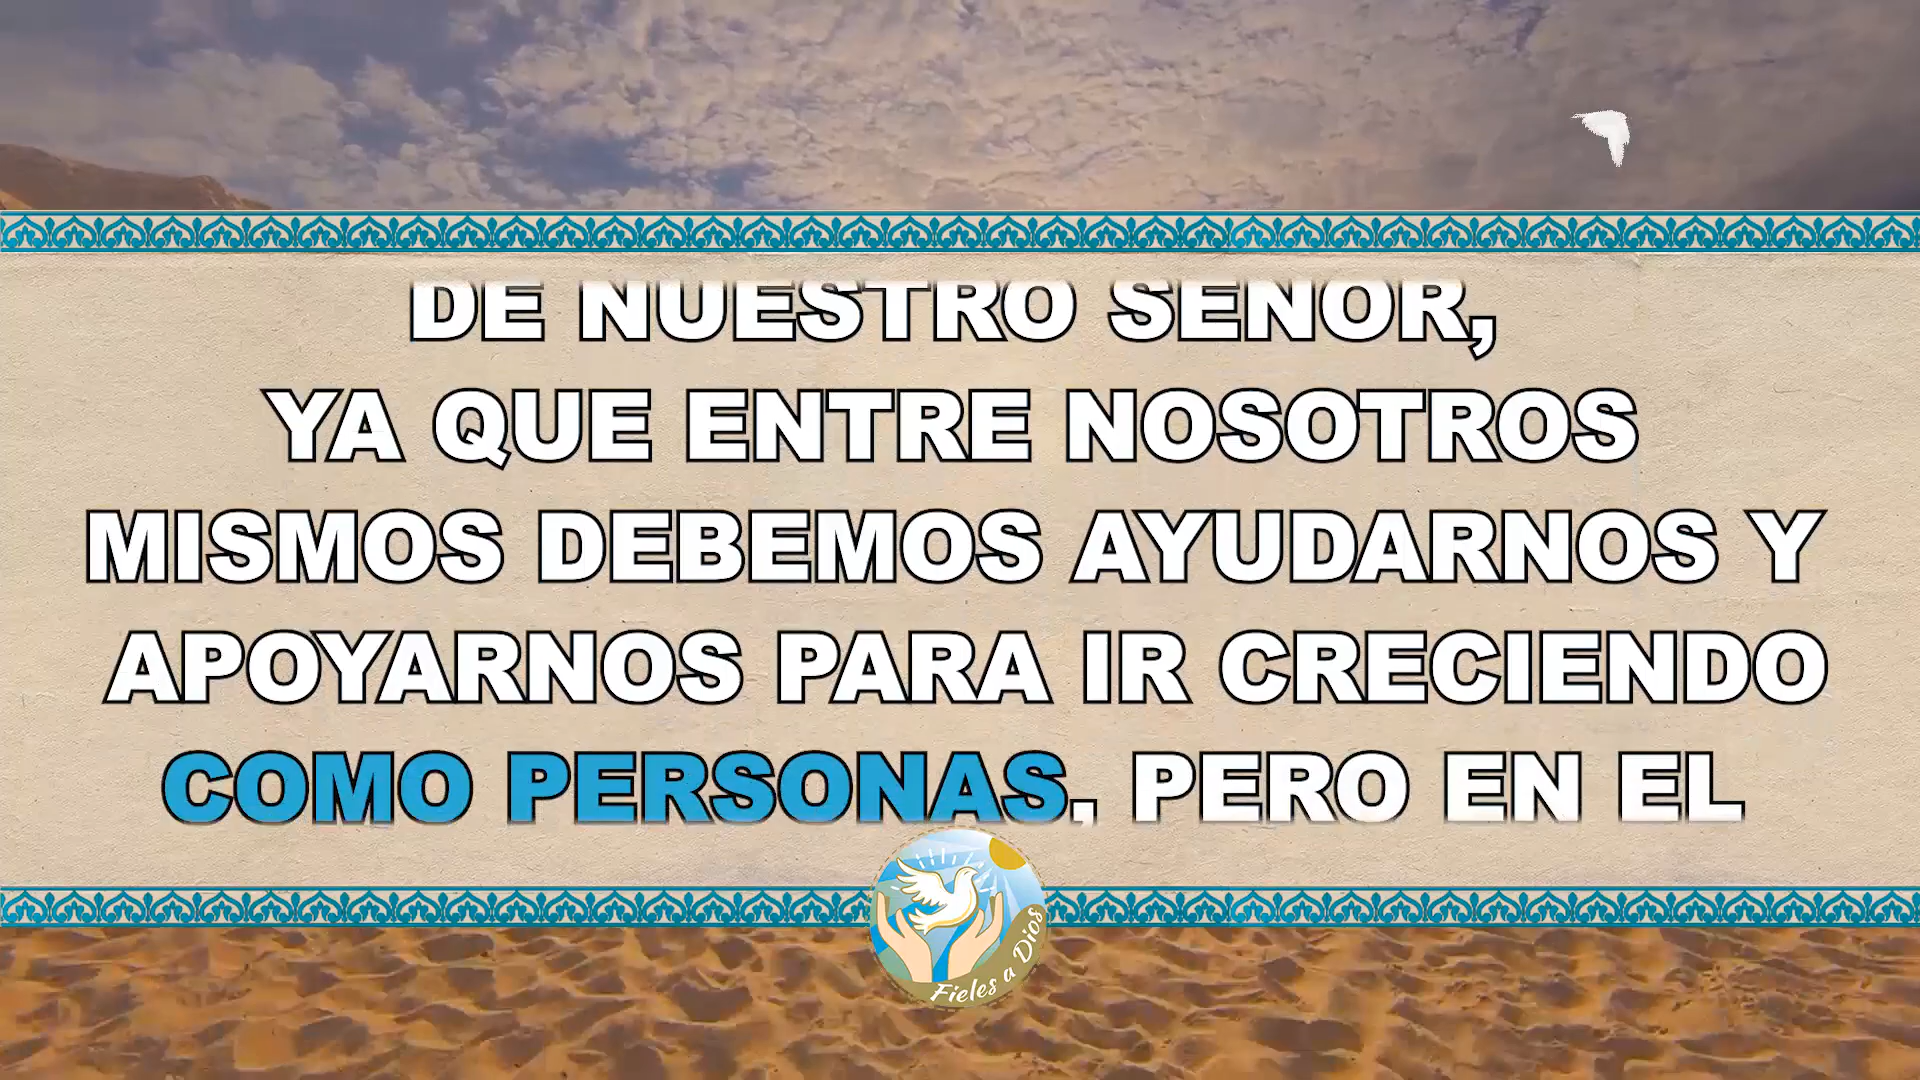 DE NUESTRO SEÑOR,
YA QUE ENTRE NOSOTROS
MISMOS DEBEMOS AYUDARNOS Y
APOYARNOS PARA IR CRECIENDO
COMO PERSONAS, PERO EN EL
Fieles a Dios